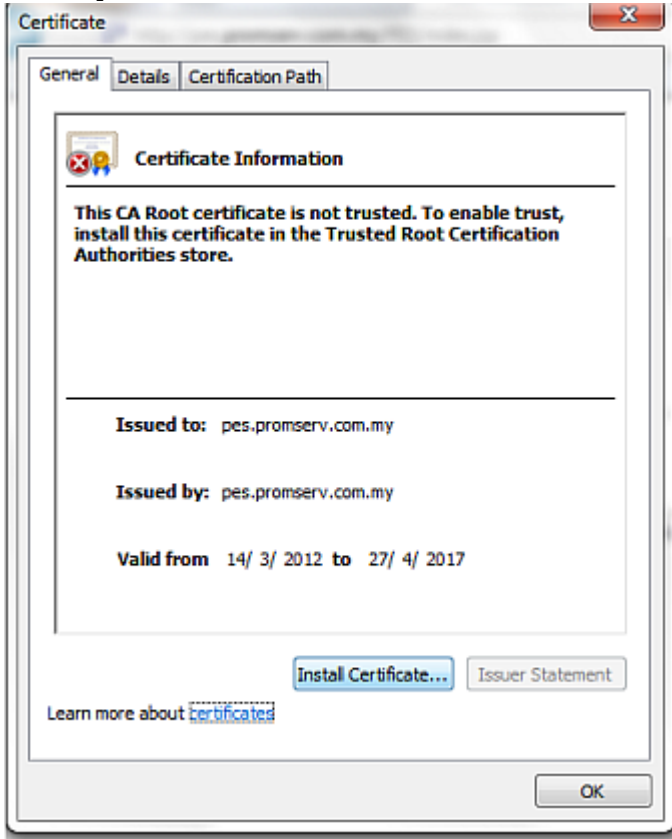 Certificate
General Details Certification Path
Certificate Information
This CA Root certificate is not trusted. To enable trust,
install this certificate in the Trusted Root Certification
Authorities store.
Issued to: pes.promserv.com.my
Issued by: pes.promserv.com.my
Valid from 14/ 3/ 2012 to 27/ 4/ 2017
Install Certificate... Issuer Statement
Learn more about certificates
OK